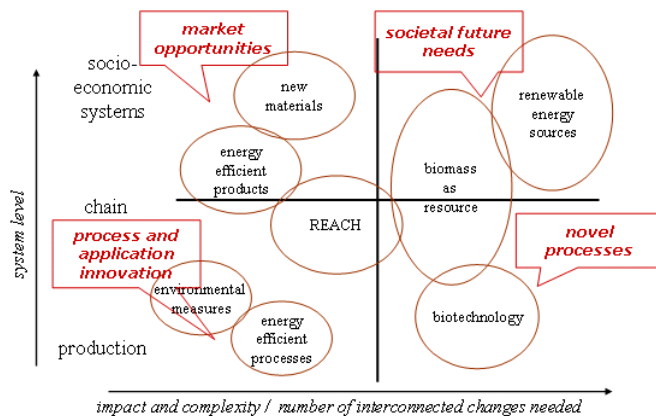 market
opportunities
societal future
needs
socio-
economic
systems
new
materials
renewable
energy
sources
energy
efficient
products
biomass
as
resource
chain
REACH
process and
application
innovation
novel
processes
environmental
measures
biotechnology
energy
efficient
processes
production
system level
impact and complexity / number of interconnected changes needed